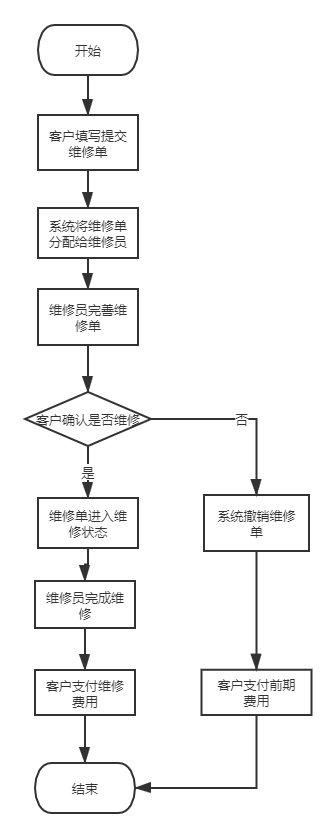 开始
客户填写提交
维修单
系统将维修单
分配给维修员
维修员完善维
修单
客户确认是否维修
否
是
维修单进入维
修状态
系统撤销维修
单
维修员完成维
修
客户支付维修
费用
客户支付前期
费用
结束